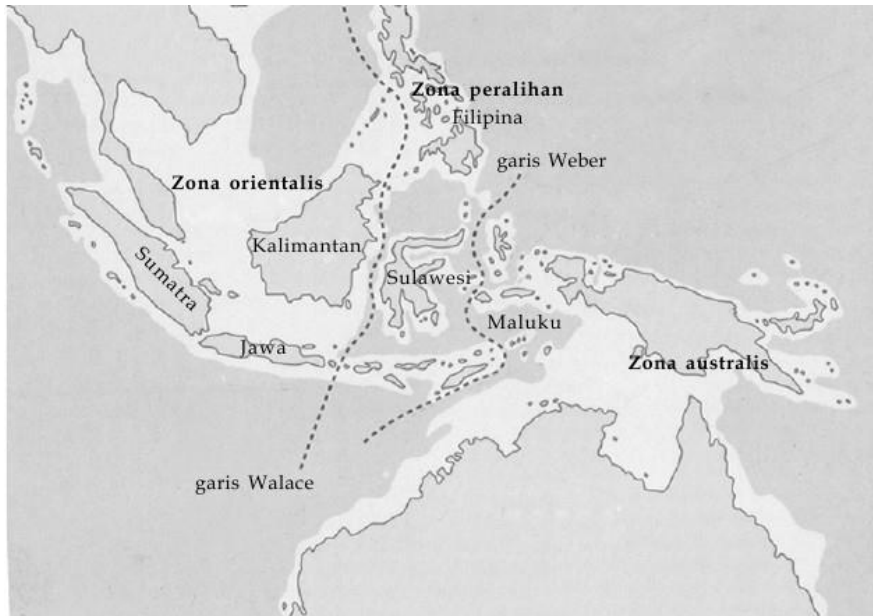 Zona peralihan
Filipina
garis Weber
Zona orientalis
Kalimantan
Sumatra
Sulawesi
Maluku
Jawa
Zona australis
garis Walace